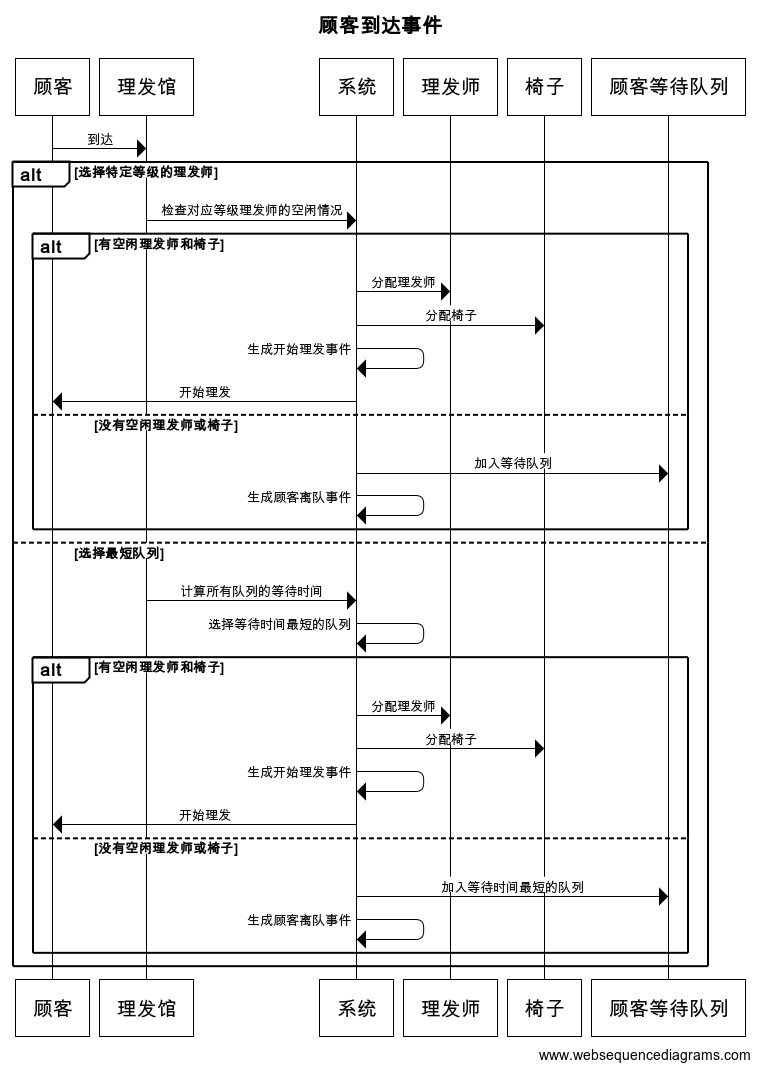 顾客到达事件
顾客 理发馆 系统 理发师 椅子 顾客等待队列
到达
alt [选择特定等级的理发师]
检查对应等级理发师的空闲情况
alt [有空闲理发师和椅子]
分配理发师
分配椅子
生成开始理发事件
开始理发
[没有空闲理发师或椅子]
加入等待队列
生成顾客离队事件
[选择最短队列]
计算所有队列的等待时间
选择等待时间最短的队列
alt [有空闲理发师和椅子]
分配理发师
分配椅子
生成开始理发事件
开始理发
[没有空闲理发师或椅子]
加入等待时间最短的队列
生成顾客离队事件
顾客 理发馆 系统 理发师 椅子 顾客等待队列
www.websequencediagrams.com